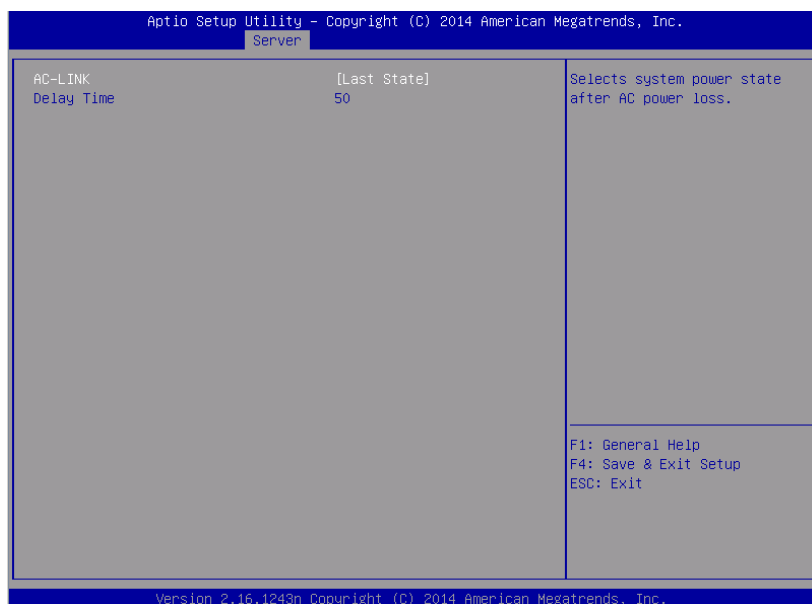 Aptio Setup Utility – Copyright (C) 2014 American Megatrends, Inc.
Server
AC-LINK [Last State]
Delay Time 50
Selects system power state
after AC power loss.
F1: General Help
F4: Save & Exit Setup
ESC: Exit
Version 2.16.1243n Copyright (C) 2014 American Megatrends, Inc.